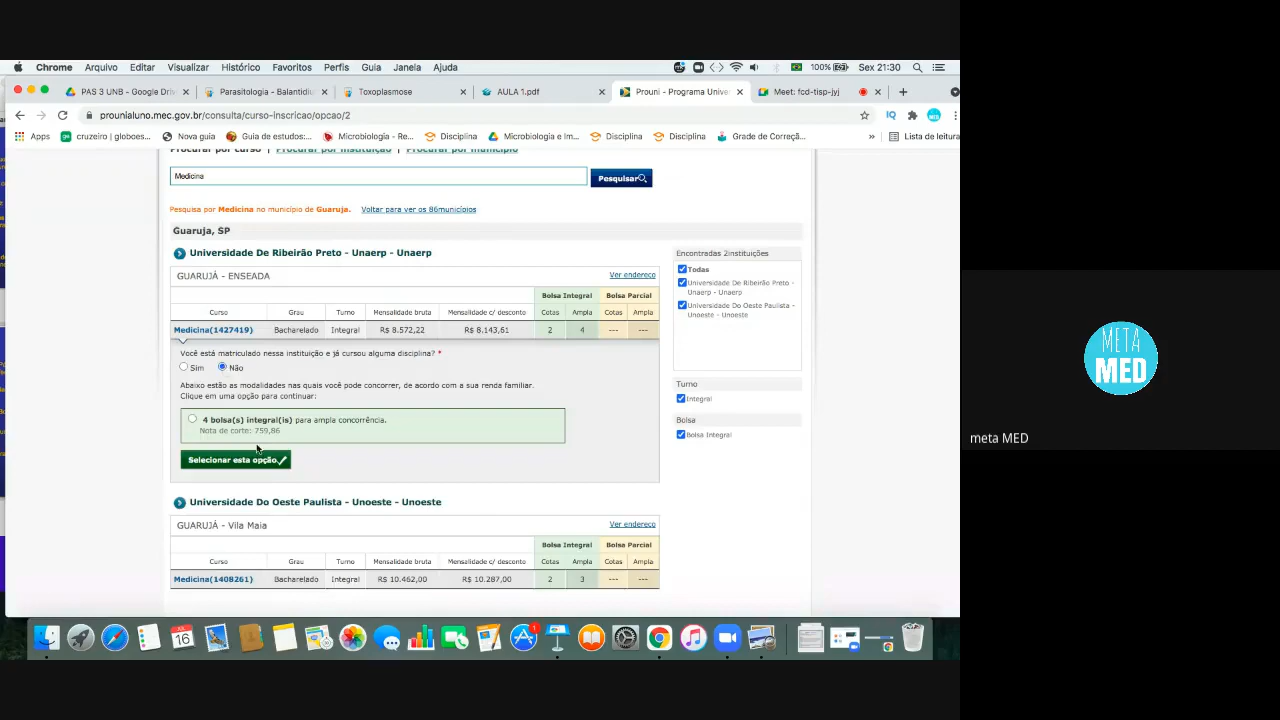 Chrome Arquivo Editar Visualizar Histórico Favoritos Perfis Guia Janela Ajuda 100% Sex 21:30
PAS 3 UNB - Google Driv × Parasitologia - Balantidiu × Toxoplasmose × AULA 1.pdf × Prouni - Programa Univer × Meet: fcd-tisp-jyj × +
prounialuno.mec.gov.br/consulta/curso-inscricao/opcao/2
Apps cruzeiro | globoes... Nova guia Guia de estudos:... Microbiologia - Re... Disciplina Microbiologia e Im... Disciplina Disciplina Grade de Correçã... » Lista de leitura
Procurar por curso | Procurar por instituição | Procurar por município
Medicina
Pesquisar
Pesquisa por Medicina no município de Guaruja. Voltar para ver os 86municípios
Guaruja, SP
Universidade De Ribeirão Preto - Unaerp - Unaerp
GUARUJÁ - ENSEADA Ver endereço
Bolsa Integral Bolsa Parcial
Curso Grau Turno Mensalidade bruta Mensalidade c/ desconto Cotas Ampla Cotas Ampla
Medicina(1427419) Bacharelado Integral R$ 8.572,22 R$ 8.143,61 2 4 --- ---
Você está matriculado nessa instituição e já cursou alguma disciplina? *
Sim Não
Abaixo estão as modalidades nas quais você pode concorrer, de acordo com a sua renda familiar.
Clique em uma opção para continuar:
4 bolsa(s) integral(is) para ampla concorrência.
Nota de corte: 759,86
Selecionar esta opção
Universidade Do Oeste Paulista - Unoeste - Unoeste
GUARUJÁ - Vila Maia Ver endereço
Bolsa Integral Bolsa Parcial
Curso Grau Turno Mensalidade bruta Mensalidade c/ desconto Cotas Ampla Cotas Ampla
Medicina(1408261) Bacharelado Integral R$ 10.462,00 R$ 10.287,00 2 3 --- ---
Encontradas 2instituições
Todas
Universidade De Ribeirão Preto -
Unaerp - Unaerp
Universidade Do Oeste Paulista -
Unoeste - Unoeste
Turno
Integral
Bolsa
Bolsa Integral
META
MED
meta MED
16
1